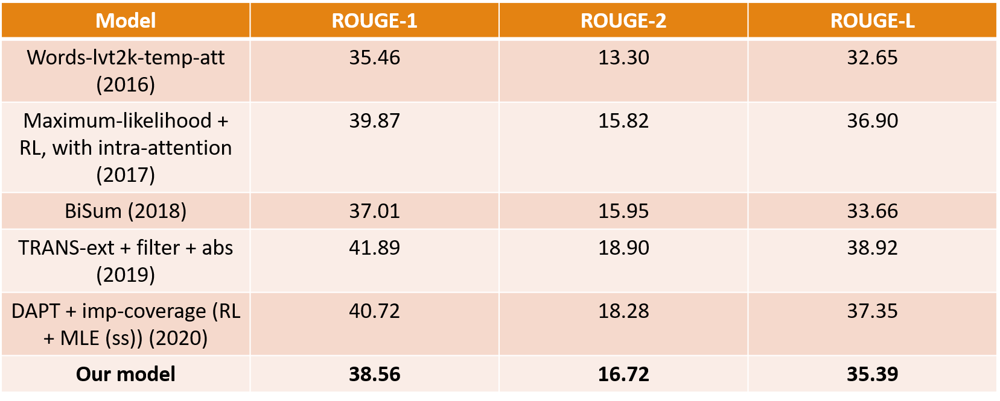 Model ROUGE-1 ROUGE-2 ROUGE-L
Words-lvt2k-temp-att 35.46 13.30 32.65
(2016)
Maximum-likelihood + 39.87 15.82 36.90
RL, with intra-attention
(2017)
BiSum (2018) 37.01 15.95 33.66
TRANS-ext + filter + abs 41.89 18.90 38.92
(2019)
DAPT + imp-coverage (RL 40.72 18.28 37.35
+ MLE (ss)) (2020)
Our model 38.56 16.72 35.39